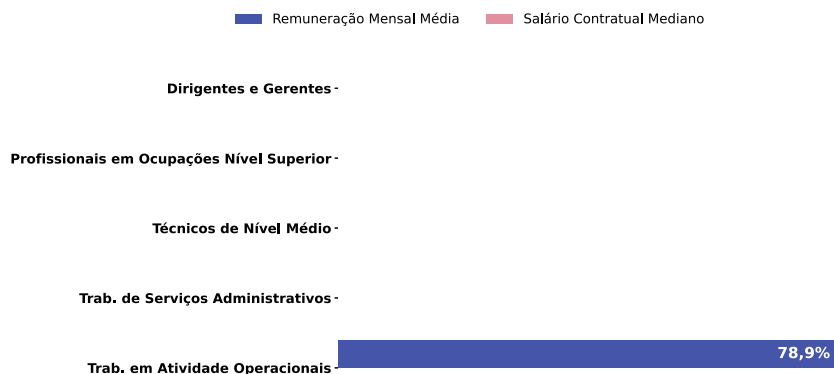 Remuneração Mensal Média Salário Contratual Mediano
Dirigentes e Gerentes
Profissionais em Ocupações Nível Superior
Técnicos de Nível Médio
Trab. de Serviços Administrativos
78,9%
Trab. em Atividade Operacionais